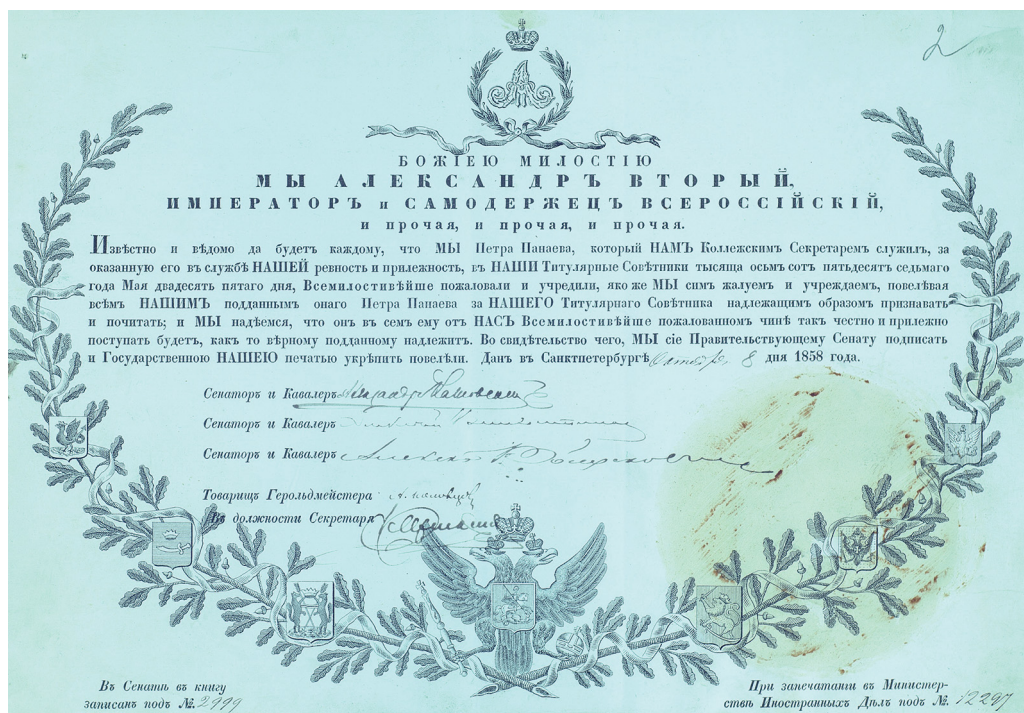 2
БОЖІЕЮ МИЛОСТІЮ
МЫ АЛЕКСАНДРЪ ВТОРЫЙ,
ИМПЕРАТОРЪ и САМОДЕРЖЕЦЪ ВСЕРОССІЙСКІЙ,
и прочая, и прочая, и прочая.
Извѣстно и вѣдомо да будетъ каждому, что МЫ Петра Панаева, который НАМЪ Коллежскимъ Секретаремъ служилъ, за
оказанную его въ службѣ НАШЕЙ ревность и прилежность, въ НАШИ Титулярные Совѣтники тысяща осьмъ сотъ пятьдесятъ седьмаго
года Мая двадесять пятаго дня, Всемилостивѣйше пожаловали и учредили, яко же МЫ симъ жалуемъ и учреждаемъ, повелѣвая
всѣмъ НАШИМЪ подданнымъ онаго Петра Панаева за НАШЕГО Титулярнаго Совѣтника надлежащимъ образомъ признавать
и почитать; и МЫ надѣемся, что онъ въ семъ ему отъ НАСЪ Всемилостивѣйше пожалованномъ чинѣ такъ честно и прилежно
поступать будетъ, какъ то вѣрному подданному надлежитъ. Во свидѣтельство чего, МЫ сіе Правительствующему Сенату подписать
и Государственною НАШЕЮ печатью укрѣпить повелѣли. Данъ въ Санктпетербургѣ Октября 8 дня 1858 года.
Сенаторъ и Кавалеръ
Сенаторъ и Кавалеръ
Сенаторъ и Кавалеръ
Товарищъ Герольдмейстера
Въ должности Секретаря
Въ Сенатѣ въ книгу
записанъ подъ №. 2999
При запечатаніи въ Министер-
ствѣ Иностранныхъ Дѣлъ подъ №. 12297